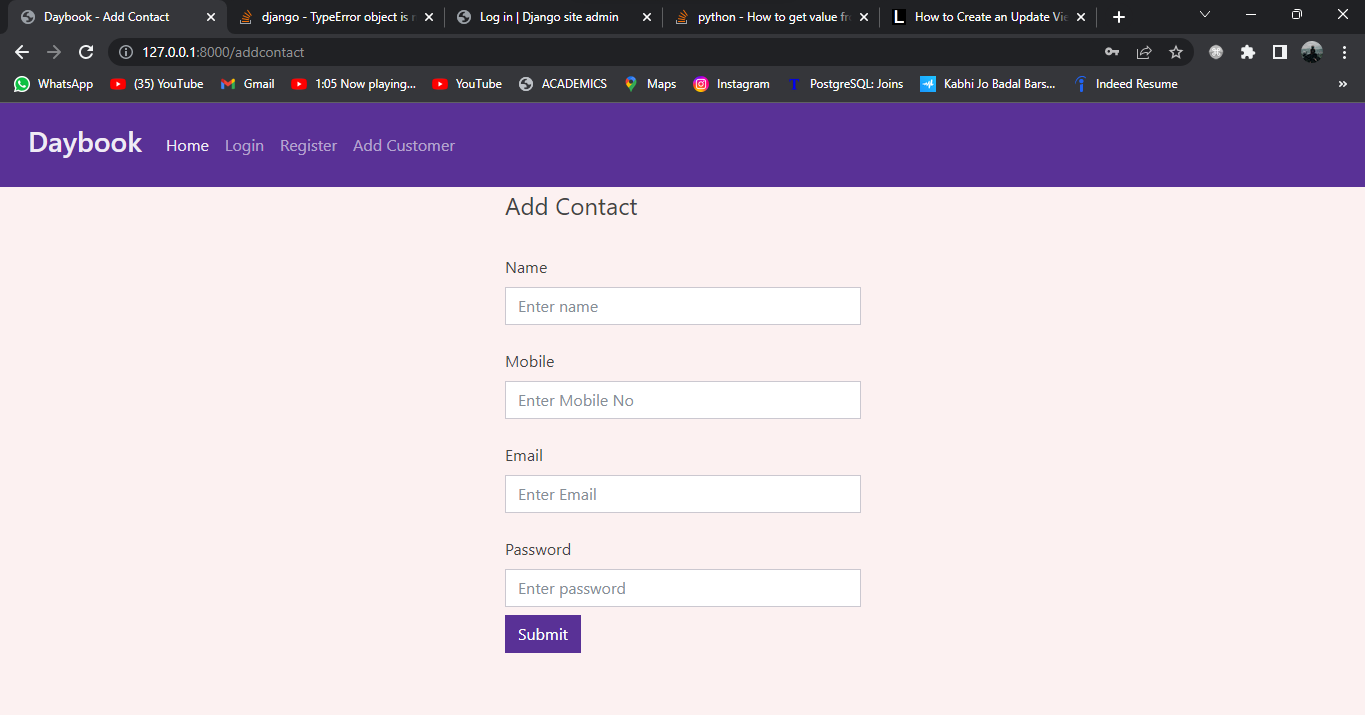 Daybook - Add Contact
django - TypeError object is
Log in | Django site admin
python - How to get value
How to Create an Update
127.0.0.1:8000/addcontact
WhatsApp (35) YouTube Gmail 1:05 Now playing... YouTube ACADEMICS Maps Instagram PostgreSQL: Joins Kabhi Jo Badal Bars... Indeed Resume »
Daybook Home Login Register Add Customer
Add Contact
Name
Enter name
Mobile
Enter Mobile No
Email
Enter Email
Password
Enter password
Submit